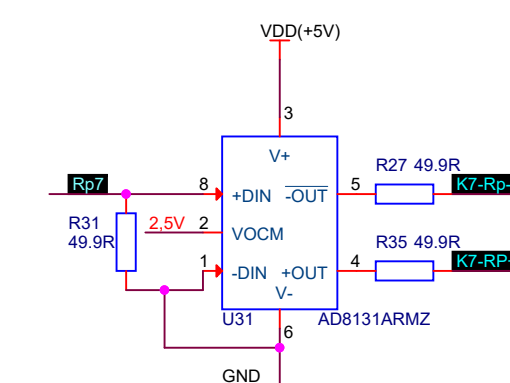 VDD(+5V)
3
V+
R27 49.9R
Rp7
8
+DIN
-OUT
5
K7-Rp-
R31
49.9R
2,5V
2
VOCM
R35 49.9R
1
-DIN
+OUT
4
K7-RP+
V-
U31
6
AD8131ARMZ
GND